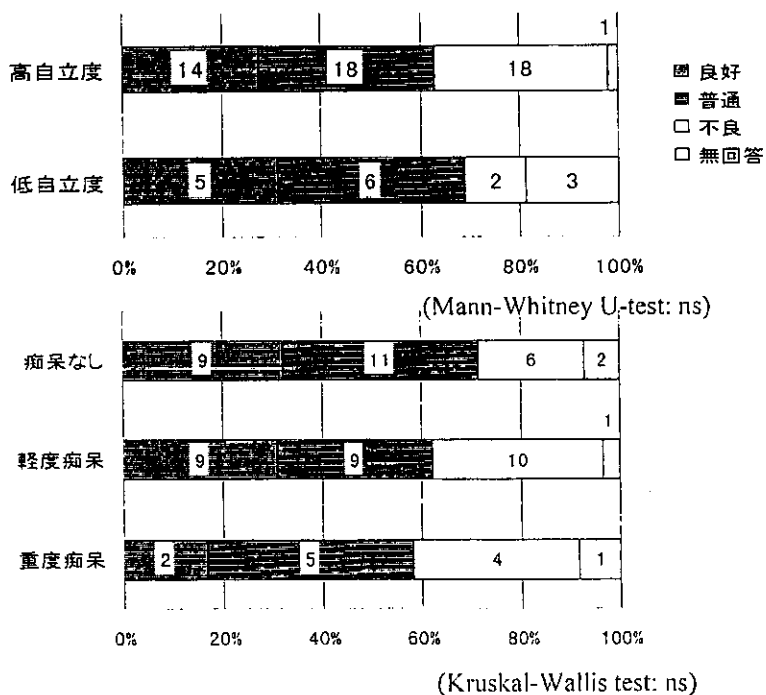 1
高自立度 14 18 18
良好
普通
不良
無回答
低自立度 5 6 2 3
0% 20% 40% 60% 80% 100%
(Mann-Whitney U-test: ns)
痴呆なし 9 11 6 2
1
軽度痴呆 9 9 10
重度痴呆 2 5 4 1
0% 20% 40% 60% 80% 100%
(Kruskal-Wallis test: ns)